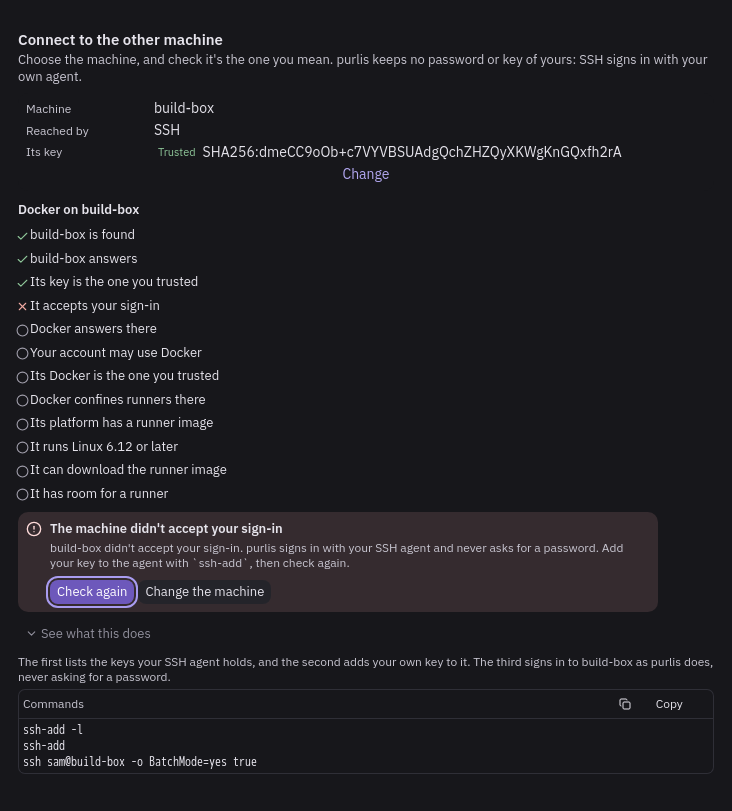 Connect to the other machine
Choose the machine, and check it's the one you mean. purlis keeps no password or key of yours: SSH signs in with your
own agent.
Machine build-box
Reached by SSH
Its key Trusted SHA256:dmeCC9oOb+c7VYVBSUAdgQchZHZQyXKWgKnGQxfh2rA
Change
Docker on build-box
build-box is found
build-box answers
Its key is the one you trusted
It accepts your sign-in
Docker answers there
Your account may use Docker
Its Docker is the one you trusted
Docker confines runners there
Its platform has a runner image
It runs Linux 6.12 or later
It can download the runner image
It has room for a runner
The machine didn't accept your sign-in
build-box didn't accept your sign-in. purlis signs in with your SSH agent and never asks for a password. Add
your key to the agent with `ssh-add`, then check again.
Check again Change the machine
See what this does
The first lists the keys your SSH agent holds, and the second adds your own key to it. The third signs in to build-box as purlis does,
never asking for a password.
Commands Copy
ssh-add -l
ssh-add
ssh sam@build-box -o BatchMode=yes true